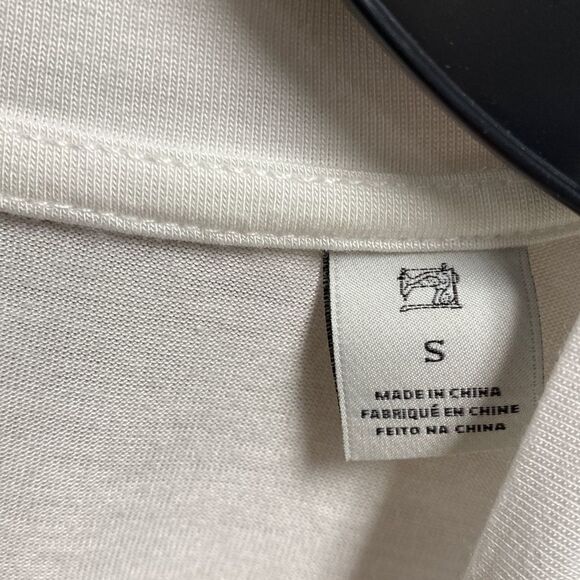 S
MADE IN CHINA
FABRIQUÉ EN CHINE
FEITO NA CHINA